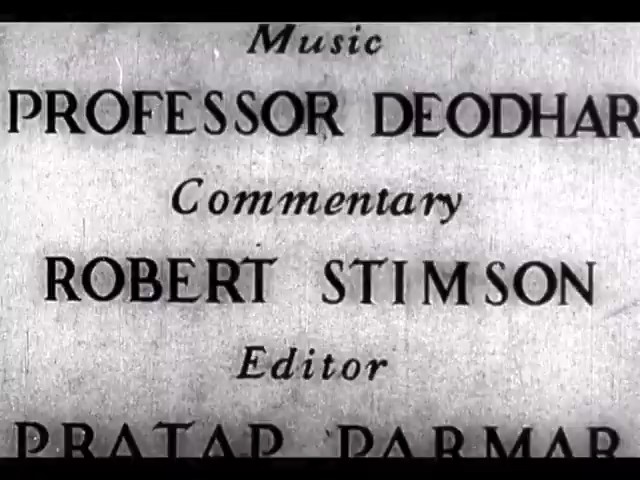 Music
PROFESSOR DEODHAR
Commentary
ROBERT STIMSON
Editor
PRATAP PARMAR